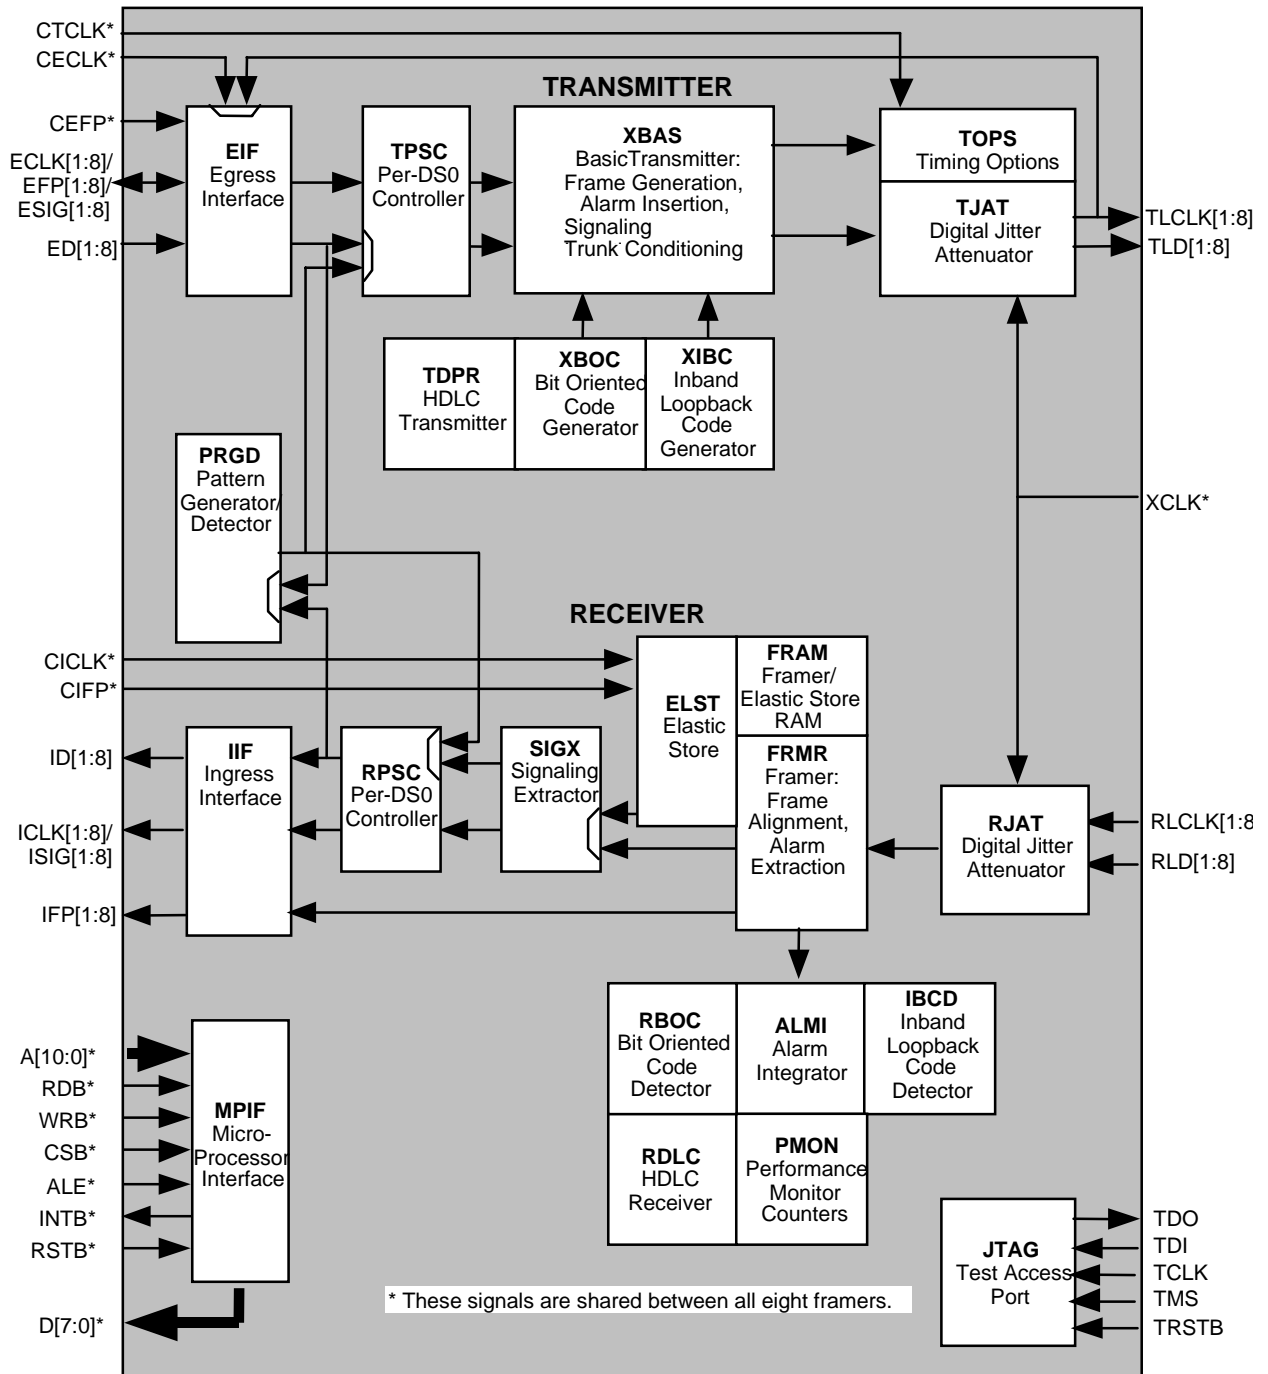 CTCLK*
CECLK*
TRANSMITTER
CEFP*
ECLK[1:8]/
EFP[1:8]/
ESIG[1:8]
ED[1:8]
EIF
Egress
Interface
TPSC
Per-DS0
Controller
XBAS
BasicTransmitter:
Frame Generation,
Alarm Insertion,
Signaling
Trunk Conditioning
TOPS
Timing Options
TJAT
Digital Jitter
Attenuator
TLCLK[1:8]
TLD[1:8]
TDPR
HDLC
Transmitter
XBOC
Bit Oriented
Code
Generator
XIBC
Inband
Loopback
Code
Generator
PRGD
Pattern
Generator/
Detector
XCLK*
RECEIVER
CICLK*
CIFP*
ID[1:8]
ICLK[1:8]/
ISIG[1:8]
IFP[1:8]
IIF
Ingress
Interface
RPSC
Per-DS0
Controller
SIGX
Signaling
Extractor
ELST
Elastic
Store
FRAM
Framer/
Elastic Store
RAM
FRMR
Framer:
Frame
Alignment,
Alarm
Extraction
RJAT
Digital Jitter
Attenuator
RLCLK[1:8
RLD[1:8]
RBOC
Bit Oriented
Code
Detector
ALMI
Alarm
Integrator
IBCD
Inband
Loopback
Code
Detector
RDLC
HDLC
Receiver
PMON
Performance
Monitor
Counters
A[10:0]*
RDB*
WRB*
CSB*
ALE*
INTB*
RSTB*
D[7:0]*
MPIF
Micro-
Processor
Interface
JTAG
Test Access
Port
TDO
TDI
TCLK
TMS
TRSTB
* These signals are shared between all eight framers.